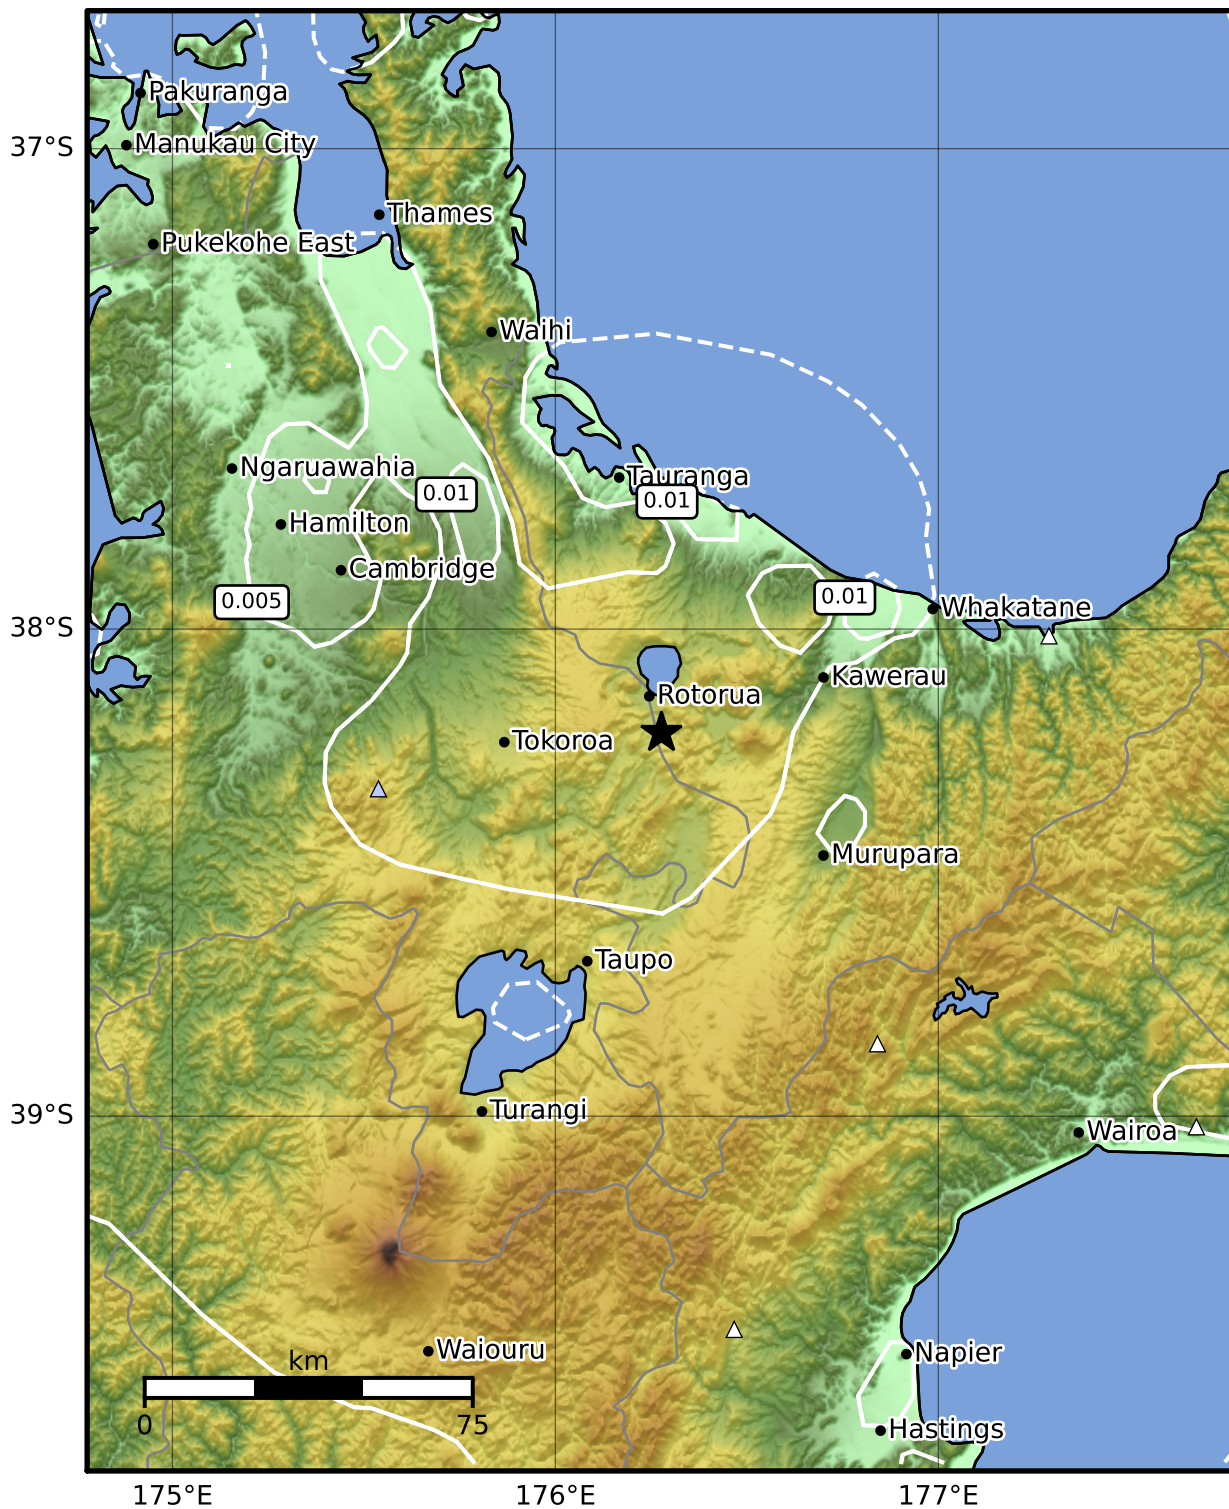 Pakuranga
37°S
Manukau City
Thames
Pukekohe East
Waihi
Ngaruawahia
Tauranga
0.01
0.01
Hamilton
Cambridge
0.005
0.01
Whakatane
38°S
Kawerau
Rotorua
Tokoroa
Murupara
Taupo
Turangi
39°S
Wairoa
Waiouru
Napier
km
0
75
Hastings
175°E
176°E
177°E